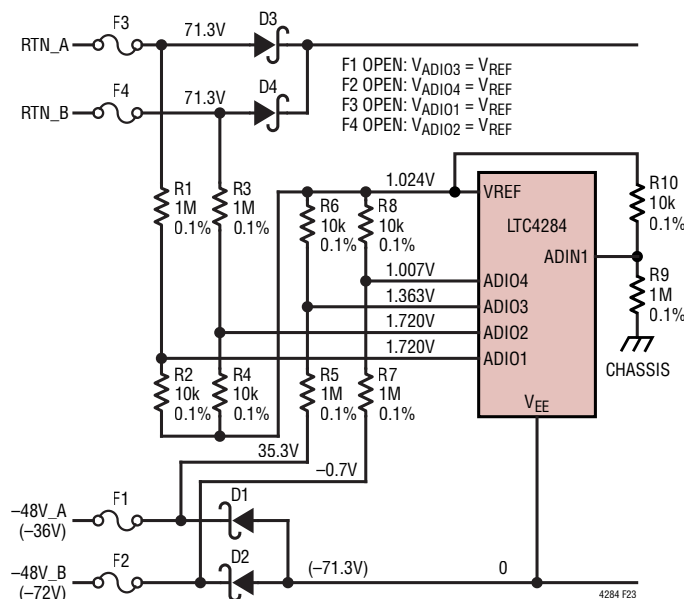 F3
71.3V
D3
RTN_A
F4
71.3V
D4
RTN_B
F1 OPEN: VADIO3 = VREF
F2 OPEN: VADIO4 = VREF
F3 OPEN: VADIO1 = VREF
F4 OPEN: VADIO2 = VREF
1.024V
R1
1M
0.1%
R3
1M
0.1%
R6
10k
0.1%
R8
10k
0.1%
VREF
LTC4284
ADIN1
R10
10k
0.1%
1.007V
ADIO4
1.363V
ADIO3
1.720V
ADIO2
1.720V
ADIO1
R9
1M
0.1%
CHASSIS
R2
10k
0.1%
R4
10k
0.1%
R5
1M
0.1%
R7
1M
0.1%
VEE
35.3V
–0.7V
–48V_A
(–36V)
F1
D1
–48V_B
(–72V)
F2
D2
(–71.3V)
0
4284 F23